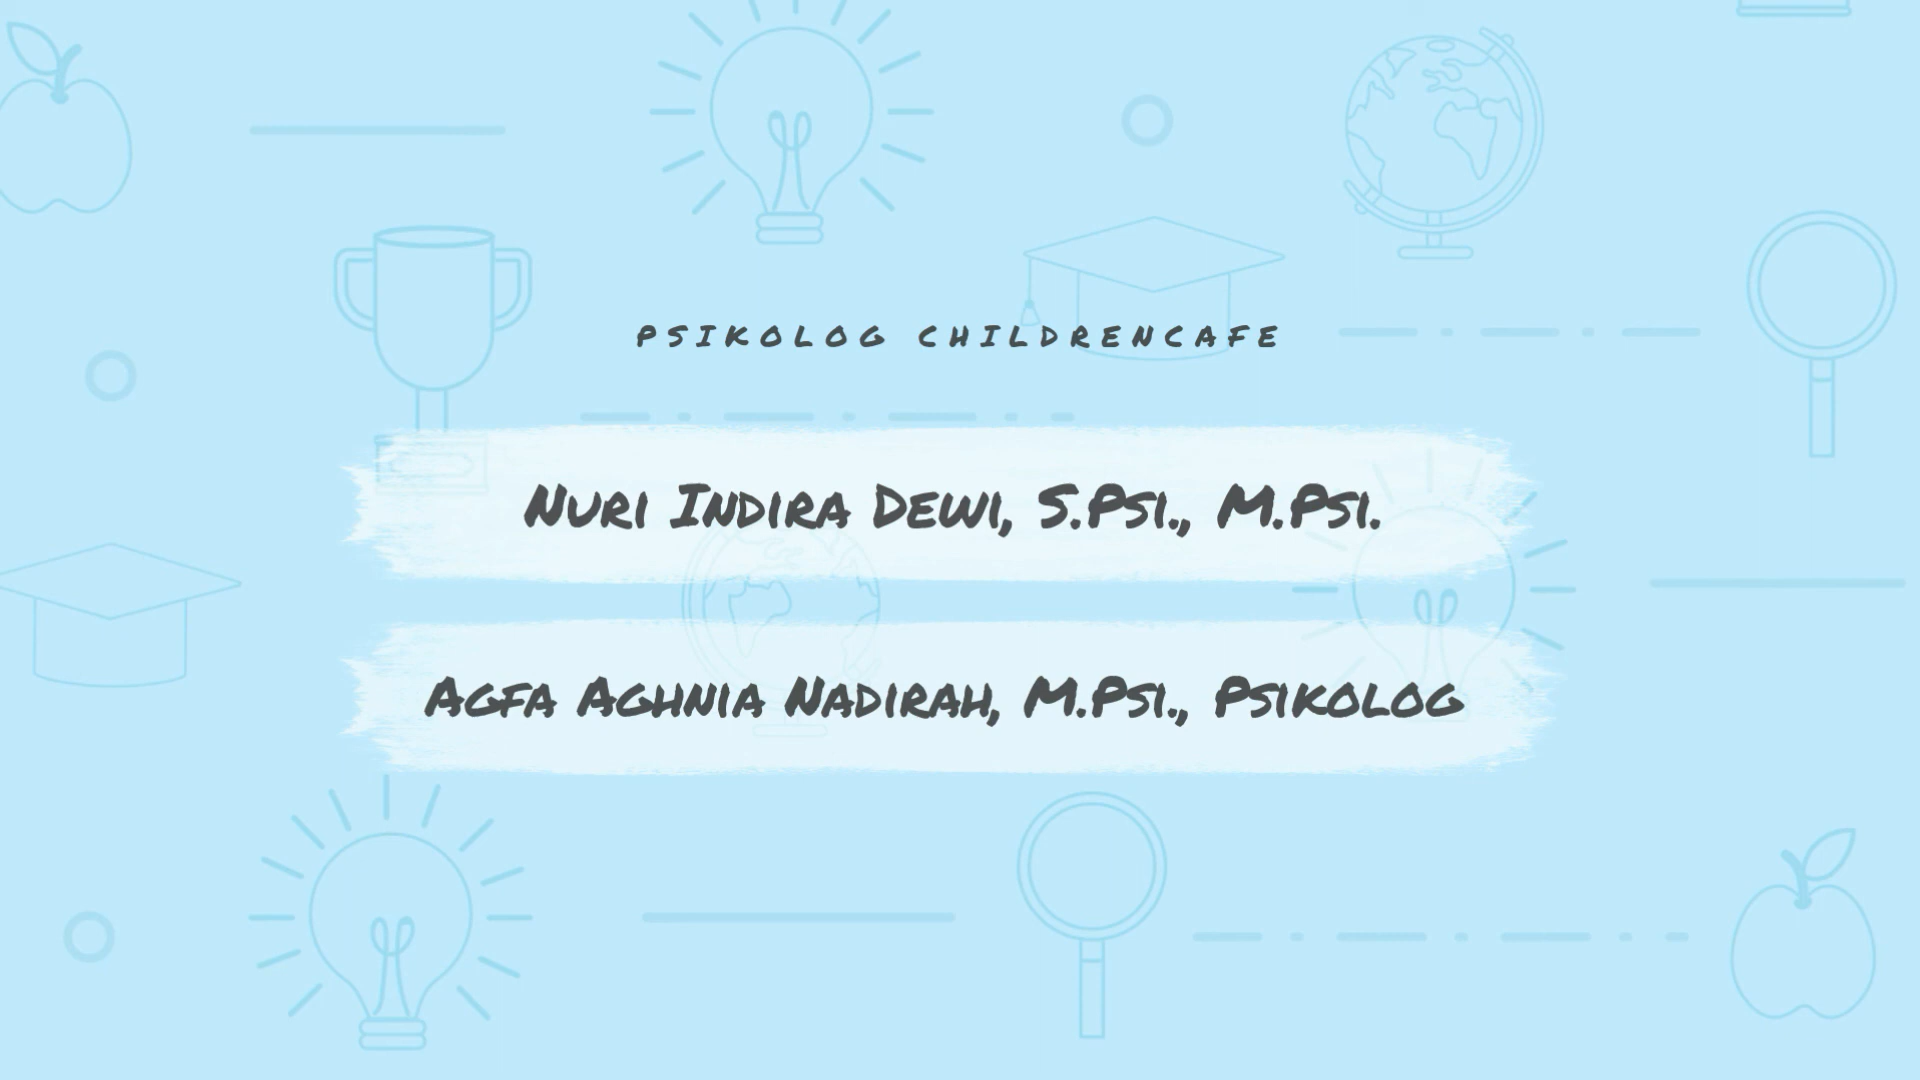 PSIKOLOG CHILDRENCAFE
Nuri Indira Dewi, S.Psi., M.Psi.
Agfa Aghnia Nadirah, M.Psi., Psikolog